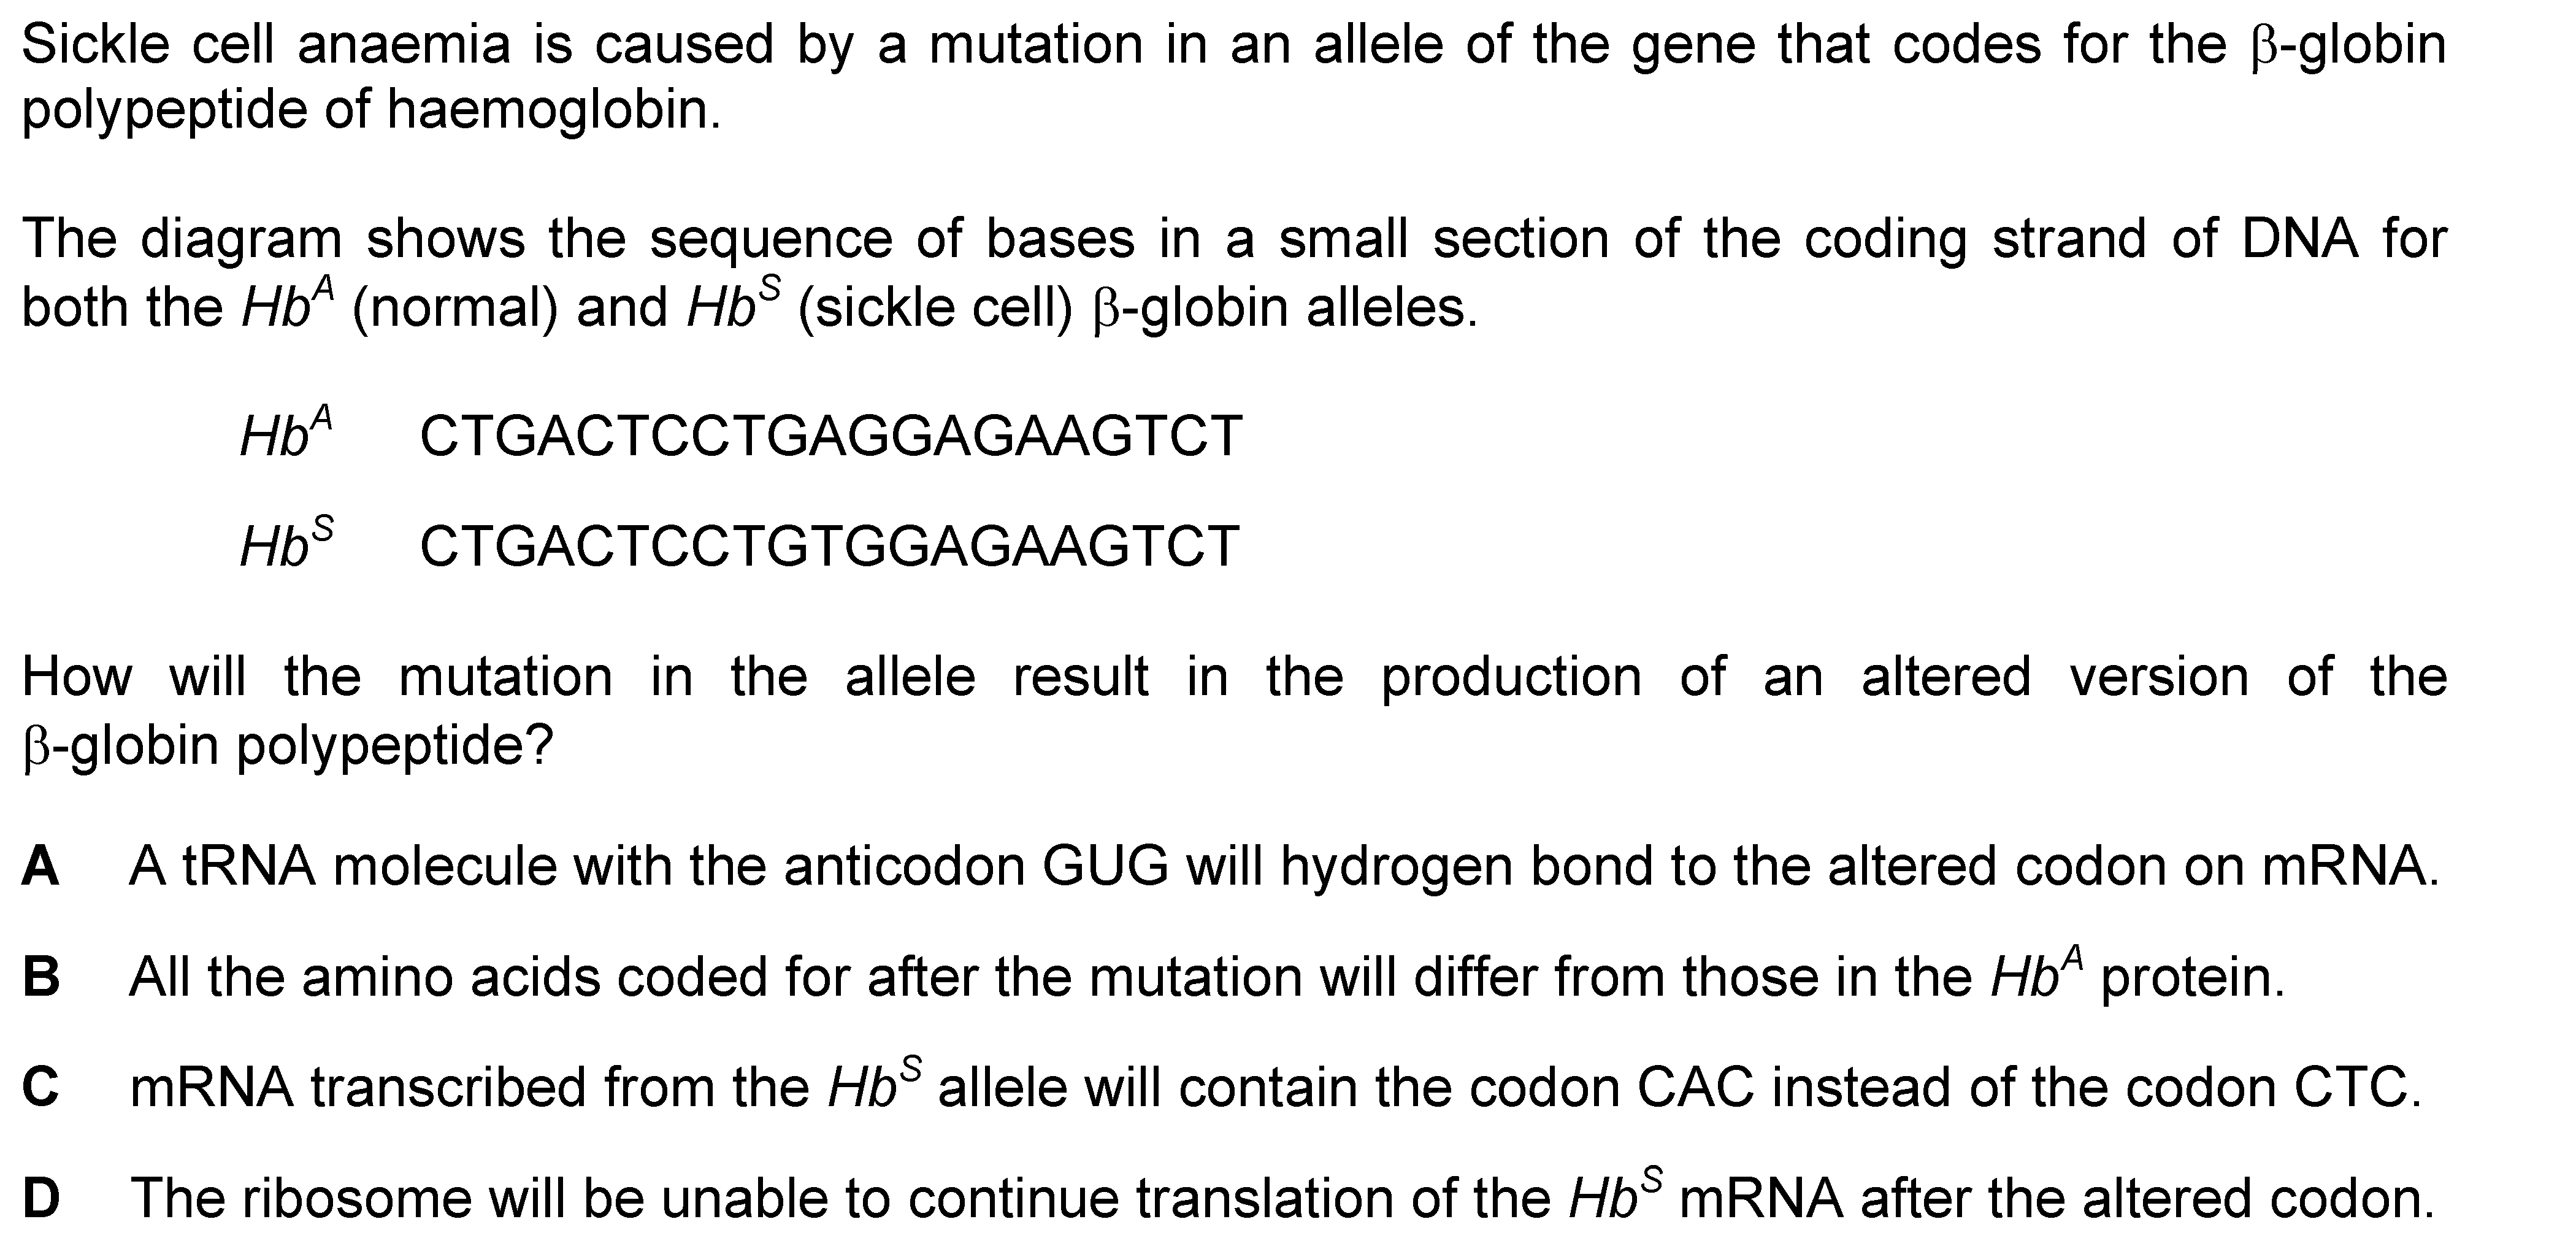 Sickle cell anaemia is caused by a mutation in an allele of the gene that codes for the β-globin
polypeptide of haemoglobin.
The diagram shows the sequence of bases in a small section of the coding strand of DNA for
both the Hb^A (normal) and Hb^S (sickle cell) β-globin alleles.
Hb^A CTGACTCCTGAGGAGAAGTCT
Hb^S CTGACTCCTGTGGAGAAGTCT
How will the mutation in the allele result in the production of an altered version of the
β-globin polypeptide?
A A tRNA molecule with the anticodon GUG will hydrogen bond to the altered codon on mRNA.
B All the amino acids coded for after the mutation will differ from those in the Hb^A protein.
C mRNA transcribed from the Hb^S allele will contain the codon CAC instead of the codon CTC.
D The ribosome will be unable to continue translation of the Hb^S mRNA after the altered codon.